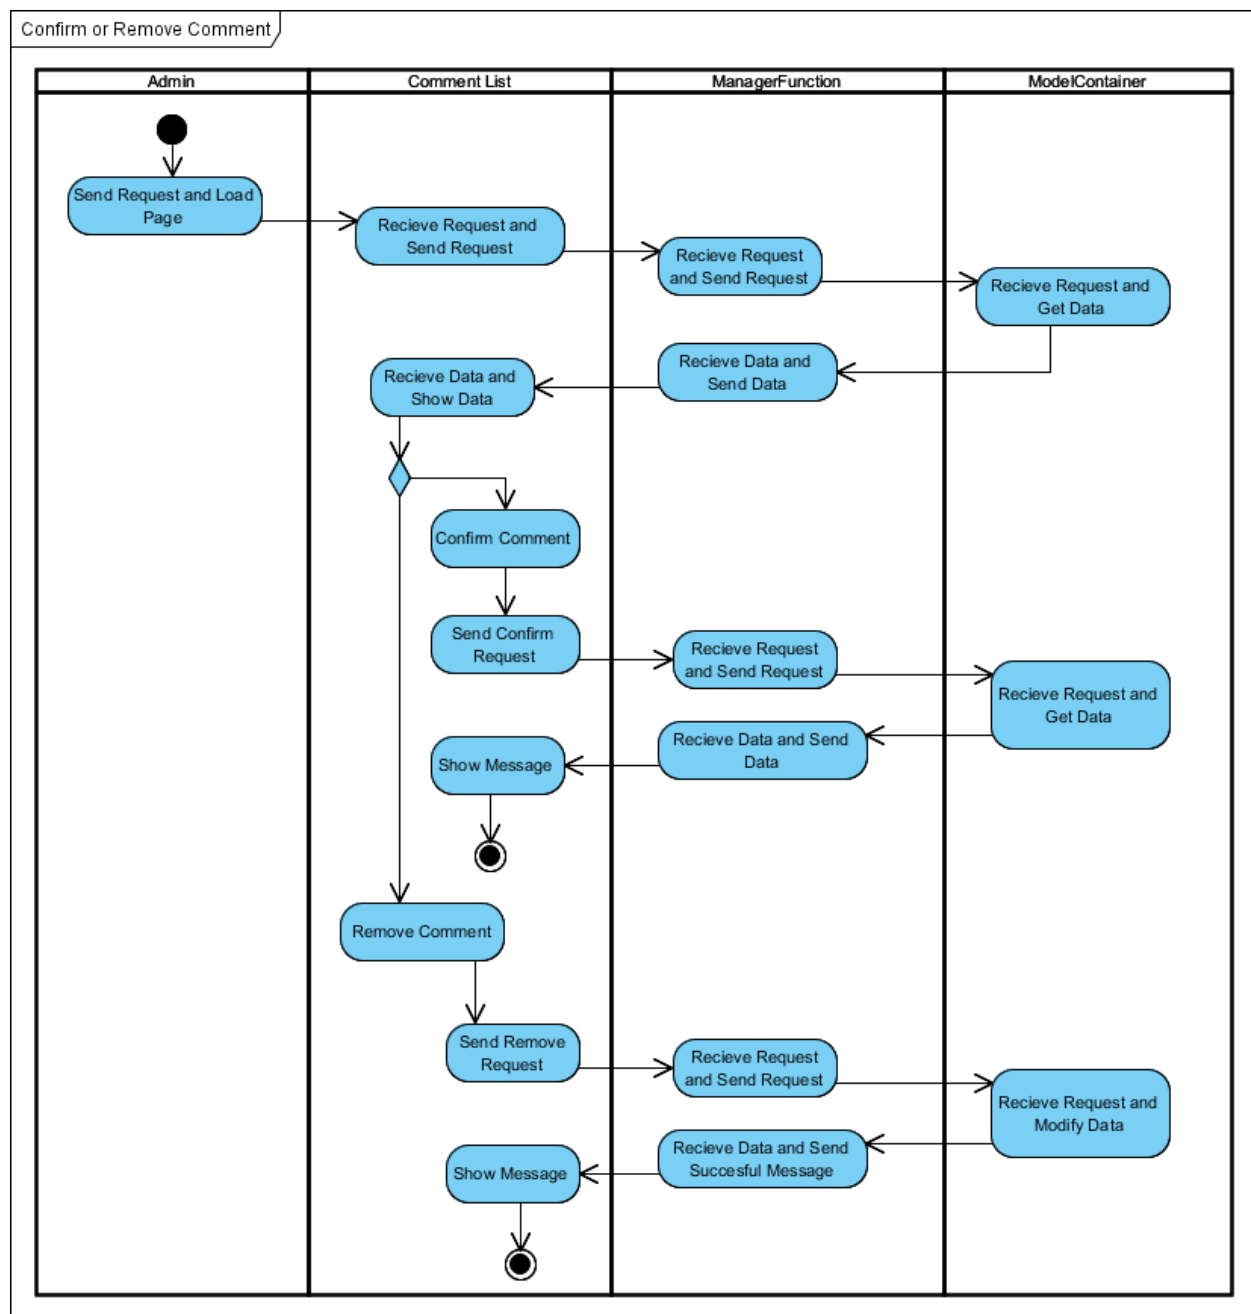 Confirm or Remove Comment
Admin
Comment List
ManagerFunction
ModelContainer
Send Request and Load
Page
Recieve Request and
Send Request
Recieve Request
and Send Request
Recieve Request and
Get Data
Recieve Data and
Send Data
Recieve Data and
Show Data
Confirm Comment
Send Confirm
Request
Recieve Request
and Send Request
Recieve Request and
Get Data
Recieve Data and Send
Data
Show Message
Remove Comment
Send Remove
Request
Recieve Request
and Send Request
Recieve Request and
Modify Data
Recieve Data and Send
Succesful Message
Show Message